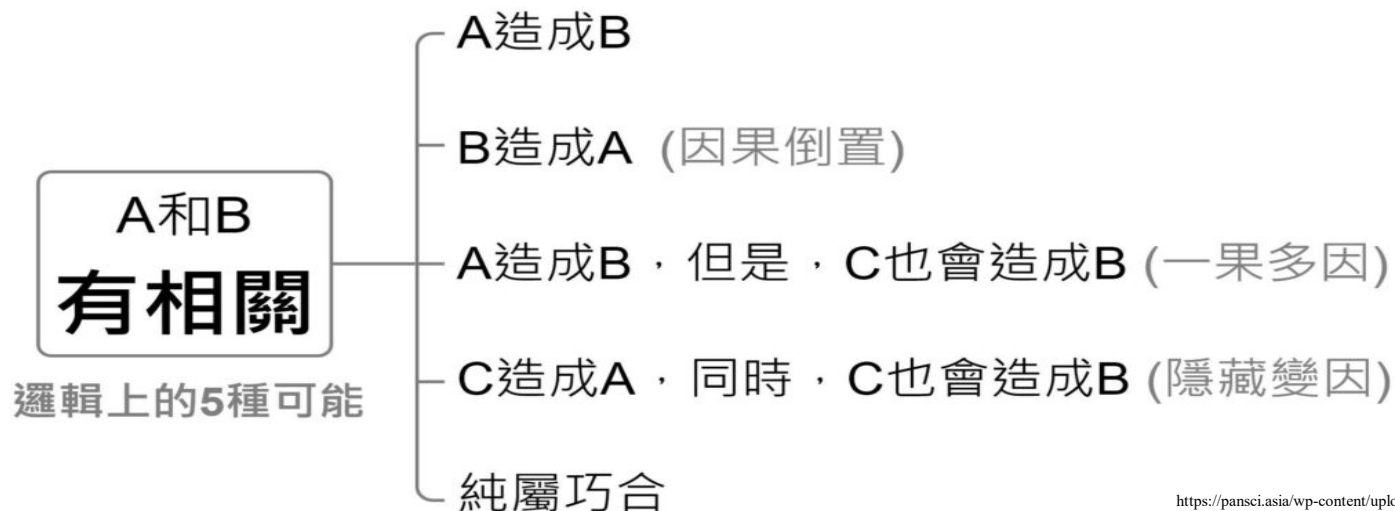 A造成B
B造成A (因果倒置)
A和B
有相關
A造成B，但是，C也會造成B (一果多因)
C造成A，同時，C也會造成B (隱藏變因)
邏輯上的5種可能
純屬巧合
https://pansci.asia/wp-content/uplo